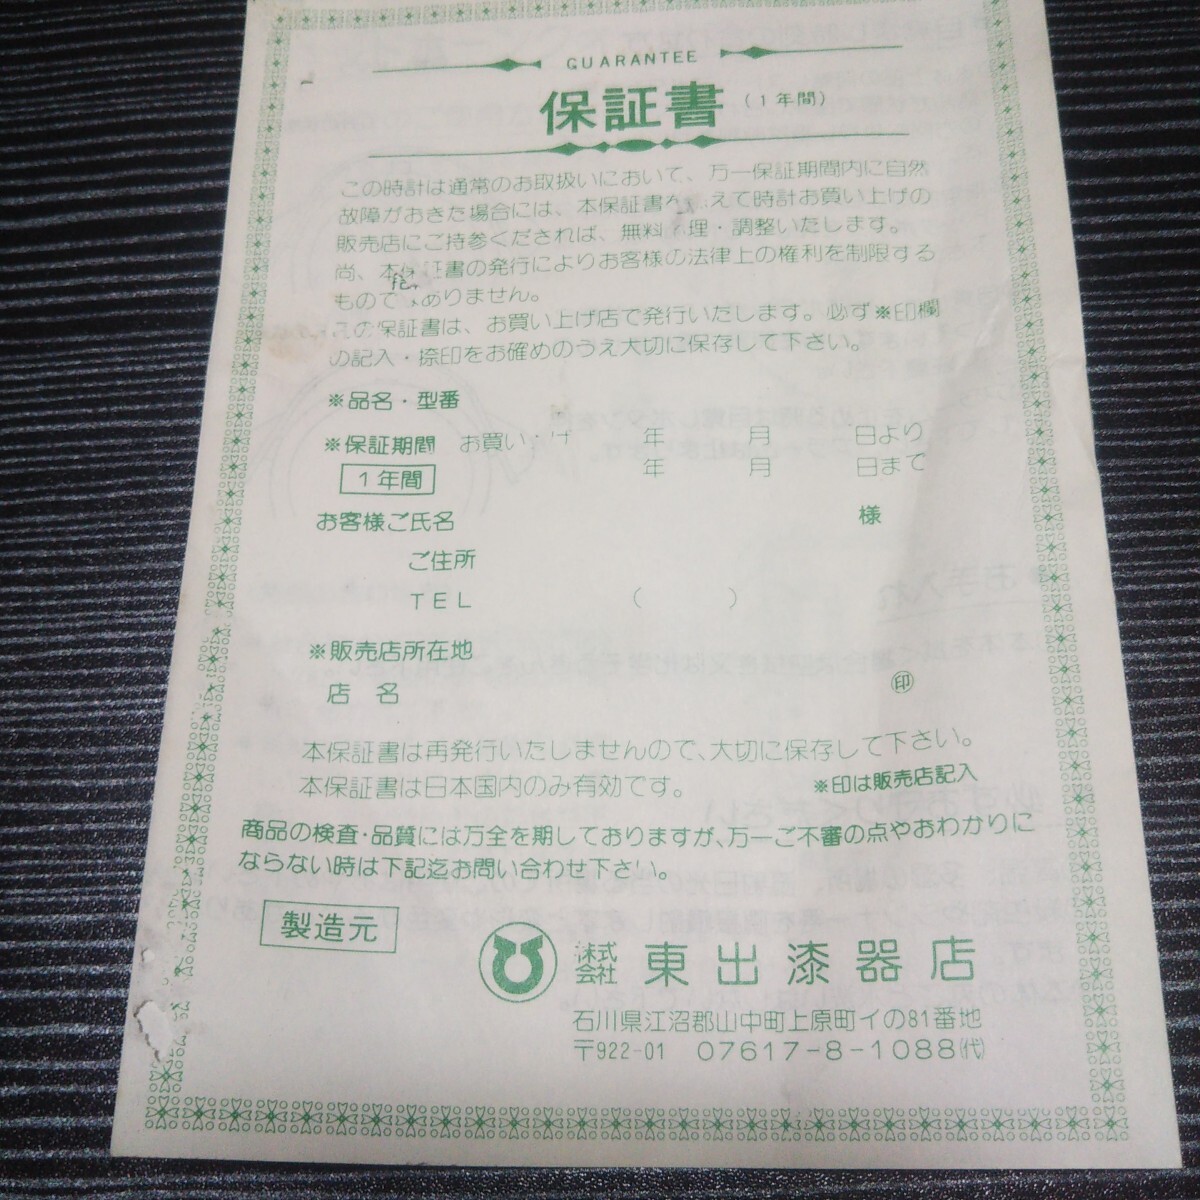 GUARANTEE
保証書 (1年間)
この時計は通常のお取扱いにおいて、万一保証期間内に自然
故障がおきた場合には、本保証書 えて時計お買い上げの
販売店にご持参くだされば、無料 理・調整いたします。
尚、本保証書の発行によりお客様の法律上の権利を制限する
もので ありません。
この保証書は、お買い上げ店で発行いたします。必ず※印欄
の記入・捺印をお確めのうえ大切に保存して下さい。
※品名・型番
※保証期間 お買い げ 年 月 日より
1年間 年 月 日まで
お客様ご氏名 様
ご住所
TEL ( )
※販売店所在地
店名 ㊞
本保証書は再発行いたしませんので、大切に保存して下さい。
本保証書は日本国内のみ有効です。 ※印は販売店記入
商品の検査・品質には万全を期しておりますが、万一ご不審の点やおわかりに
ならない時は下記迄お問い合わせ下さい。
製造元
株式会社 東出漆器店
石川県江沼郡山中町上原町イの81番地
〒922-01 07617-8-1088(代)